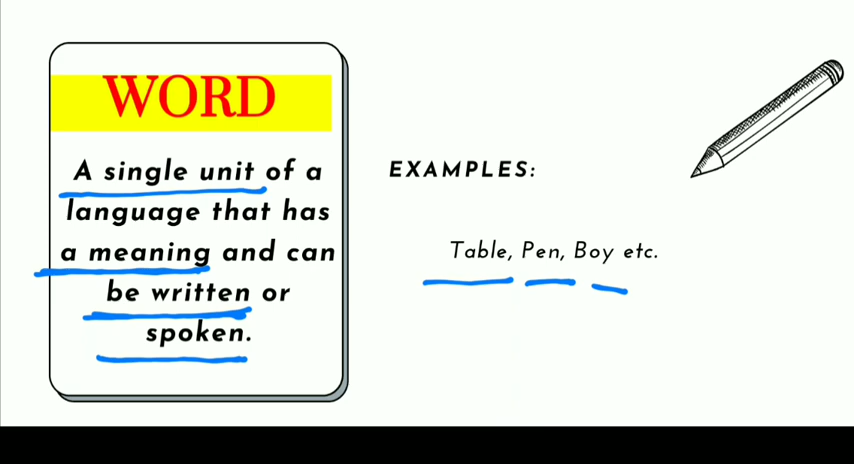 WORD
A single unit of a
language that has
a meaning and can
be written or
spoken.
EXAMPLES:
Table, Pen, Boy etc.